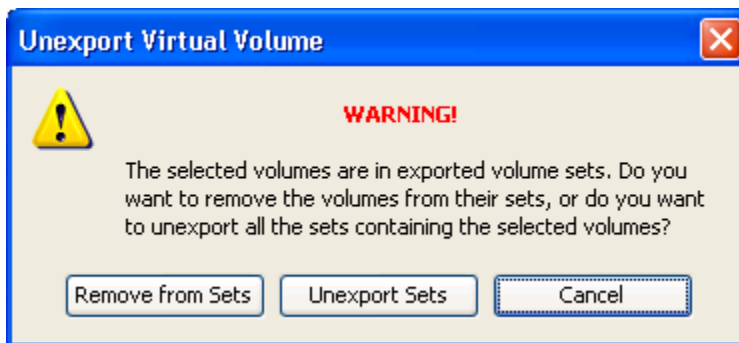 Unexport Virtual Volume
WARNING!
The selected volumes are in exported volume sets. Do you
want to remove the volumes from their sets, or do you want
to unexport all the sets containing the selected volumes?
Remove from Sets Unexport Sets Cancel